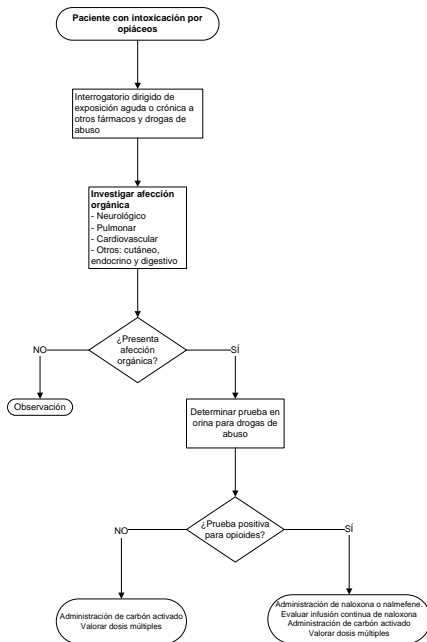 Paciente con intoxicación por
opiáceos
Interrogatorio dirigido de
exposición aguda o crónica a
otros fármacos y drogas de
abuso
Investigar afección
orgánica
- Neurológico
- Pulmonar
- Cardiovascular
- Otros: cutáneo,
endocrino y digestivo
¿Presenta
afección
orgánica?
NO
SÍ
Observación
Determinar prueba en
orina para drogas de
abuso
¿Prueba positiva
para opioides?
NO
SÍ
Administración de carbón activado
Valorar dosis múltiples
Administración de naloxona o nalmefene.
Evaluar infusión continua de naloxona
Administración de carbón activado
Valorar dosis múltiples